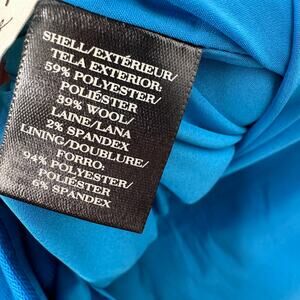 SHELL/EXTÉRIEUR/
TELA EXTERIOR:
59% POLYESTER/
POLIÉSTER
39% WOOL/
LAINE/LANA
2% SPANDEX
LINING/DOUBLURE/
FORRO:
94% POLYESTER/
POLIÉSTER
6% SPANDEX